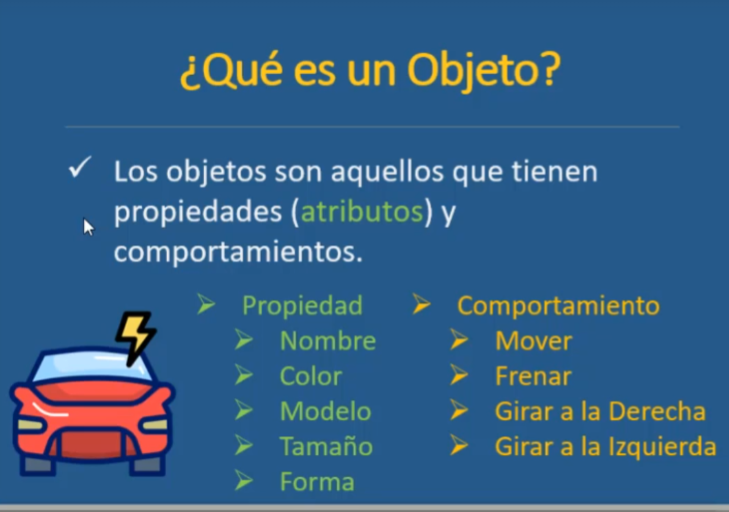 ¿Qué es un Objeto?
✓ Los objetos son aquellos que tienen
propiedades (atributos) y
comportamientos.
➢ Propiedad
➢ Nombre
➢ Color
➢ Modelo
➢ Tamaño
➢ Forma
➢ Comportamiento
➢ Mover
➢ Frenar
➢ Girar a la Derecha
➢ Girar a la Izquierda